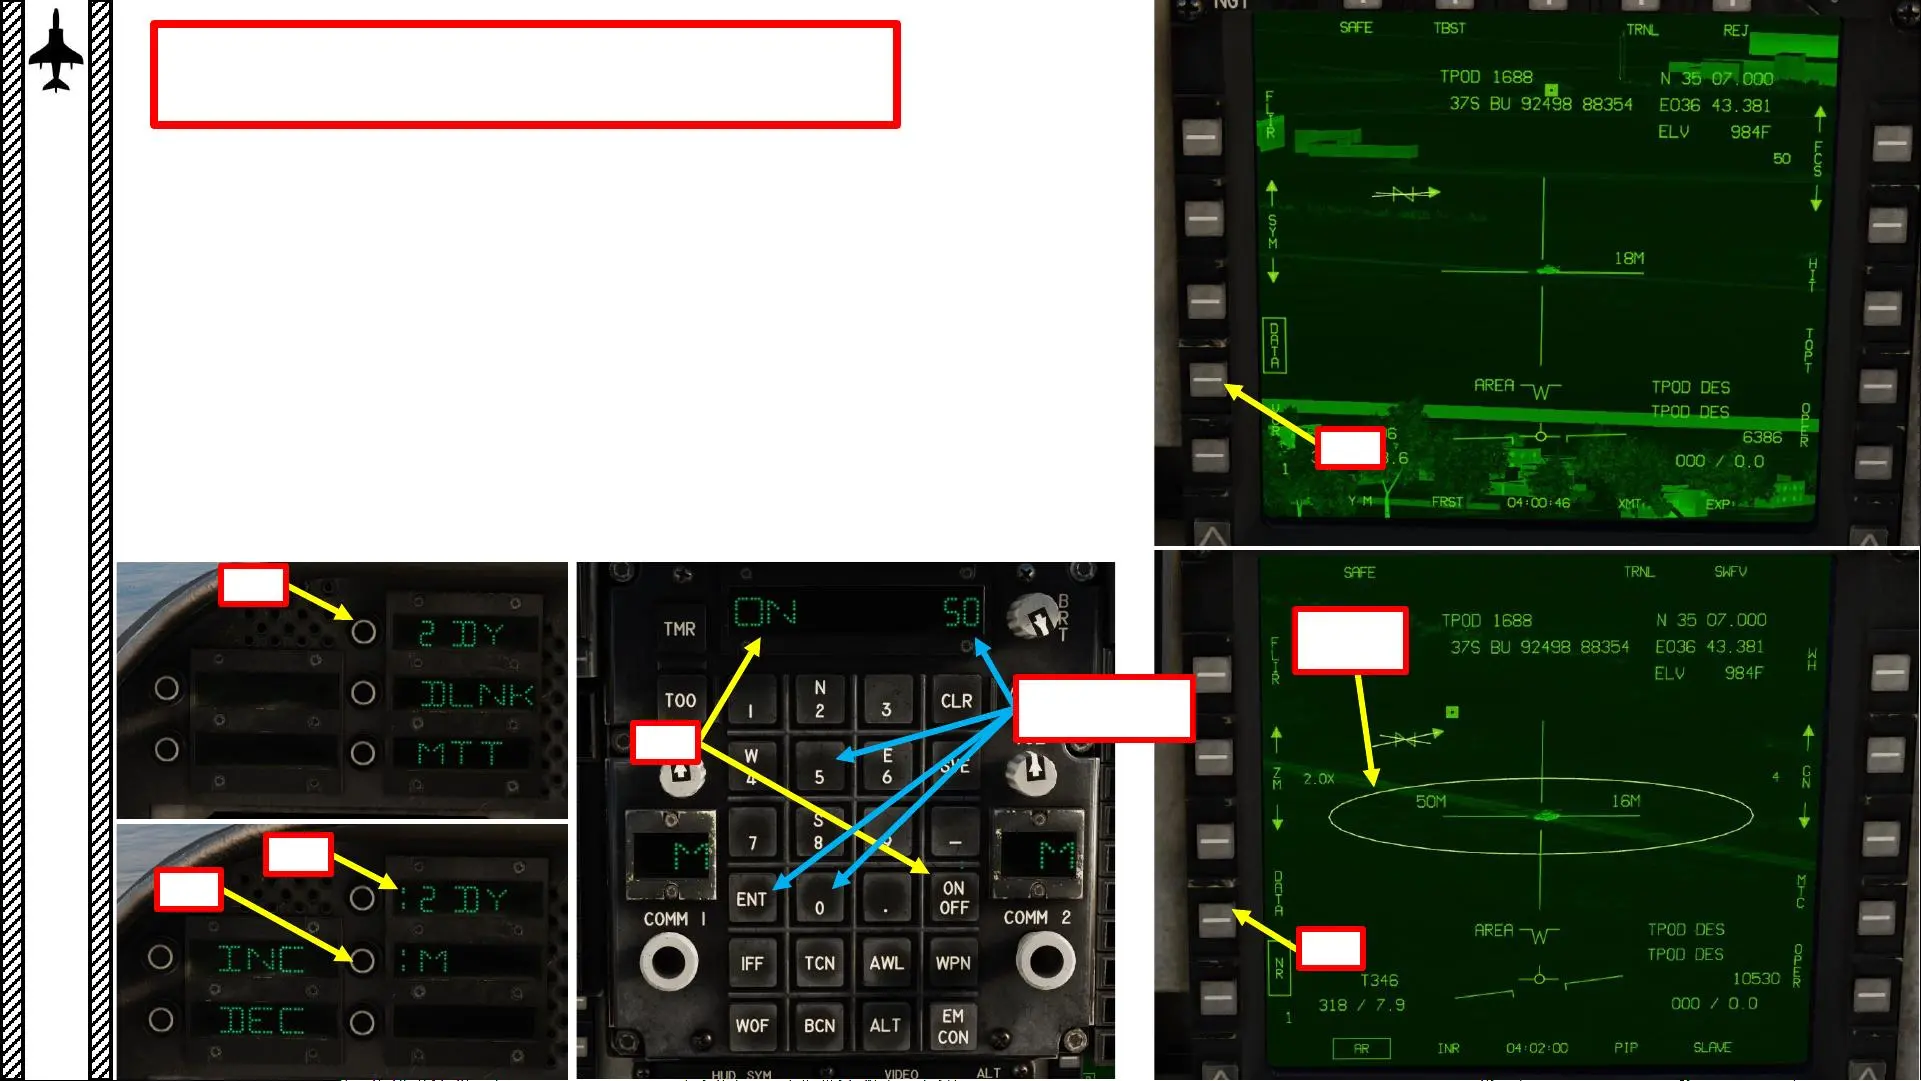 NGT
SAFE TBST TRNL REJ
TPOD 1688 N 35 07.000
37S BU 92498 88354 E036 43.381
ELV 984F
50
FLIR
FCS
SYM
18M
HIT
DATA
TOPT
AREA W TPOD DES
TPOD DES
OPER
6386
000 / 0.0
1
FRST 04:00:46 XMT EXP
2 DY
DLNK
MTT
:2 DY
INC :M
DEC
ON 50
BRT
TMR
TOO 1 N 2 3 CLR
W 4 5 E 6 SVE
7 S 8 9 -
M M
ENT 0 . ON OFF
COMM 1 COMM 2
IFF TCN AWL WPN
WOF BCN ALT EM CON
HUD SYM VIDEO ALT
SAFE TRNL SWFV
TPOD 1688 N 35 07.000
37S BU 92498 88354 E036 43.381
ELV 984F
FLIR
WH
ZM 2.0X 4 GN
50M 16M
DATA
MTC
AREA W TPOD DES
TPOD DES
OPER
NR T346 10530
318 / 7.9 000 / 0.0
1
AR INR 04:02:00 PIP SLAVE